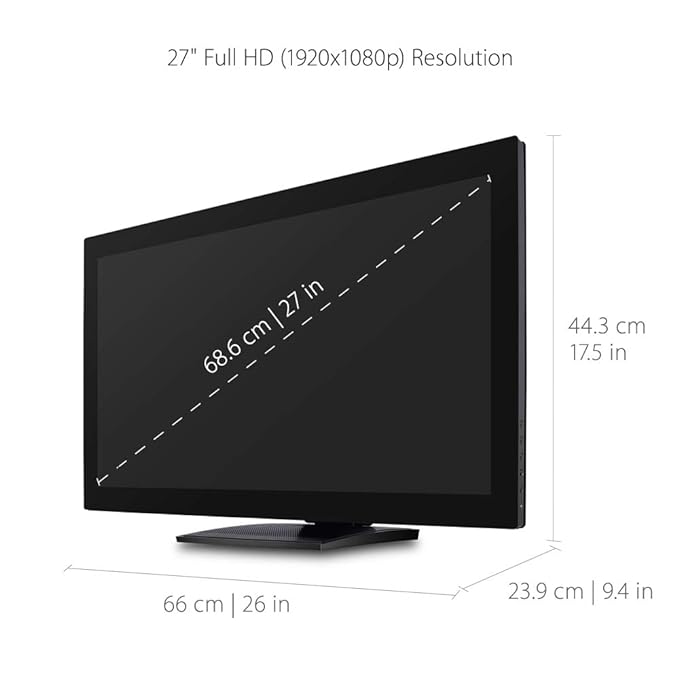 27" Full HD (1920x1080p) Resolution
68.6 cm | 27 in
44.3 cm
17.5 in
66 cm | 26 in
23.9 cm | 9.4 in